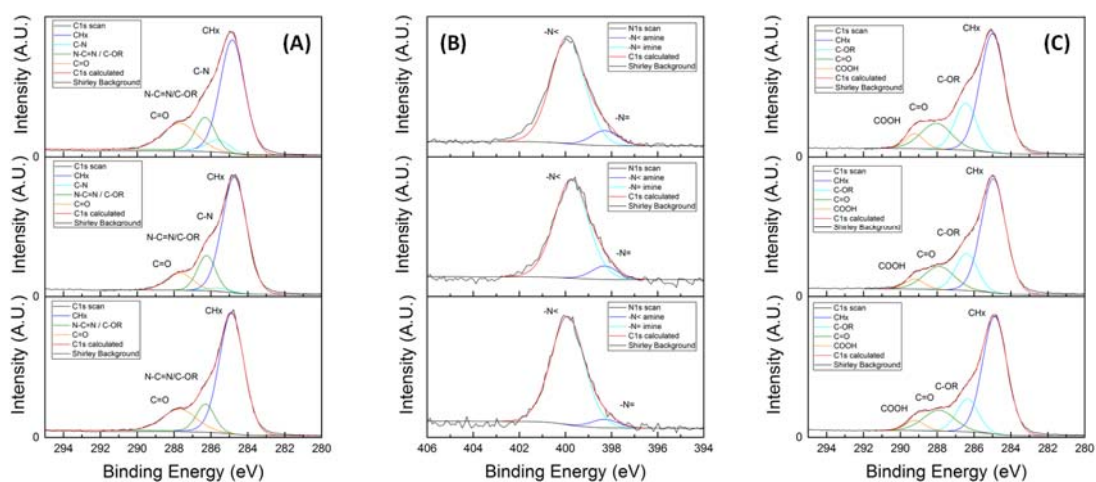 (A)
C1s scan
CHx
C-N
N-C=N / C-OR
C=O
C1s calculated
Shirley Background
CHx
C-N
N-C=N/C-OR
C=O
Intensity (A.U.)
0
C1s scan
CHx
C-N
N-C=N / C-OR
C=O
C1s calculated
Shirley Background
CHx
C-N
N-C=N/C-OR
C=O
Intensity (A.U.)
0
C1s scan
CHx
N-C=N / C-OR
C=O
C1s calculated
Shirley Background
CHx
N-C=N/C-OR
C=O
Intensity (A.U.)
0
294 292 290 288 286 284 282 280
Binding Energy (eV)
(B)
-N<
N1s scan
-N< amine
-N= imine
C1s calculated
Shirley Background
-N=
Intensity (A.U.)
-N<
N1s scan
-N< amine
-N= imine
C1s calculated
Shirley Background
-N=
Intensity (A.U.)
-N<
N1s scan
-N< amine
-N= imine
C1s calculated
Shirley Background
-N=
Intensity (A.U.)
406 404 402 400 398 396 394
Binding Energy (eV)
(C)
C1s scan
CHx
C-OR
C=O
COOH
C1s calculated
Shirley Background
CHx
C-OR
C=O
COOH
Intensity (A.U.)
0
C1s scan
CHx
C-OR
C=O
COOH
C1s calculated
Shirley Background
CHx
C-OR
C=O
COOH
Intensity (A.U.)
0
C1s scan
CHx
C-OR
C=O
COOH
C1s calculated
Shirley Background
CHx
C-OR
C=O
COOH
Intensity (A.U.)
0
294 292 290 288 286 284 282 280
Binding Energy (eV)